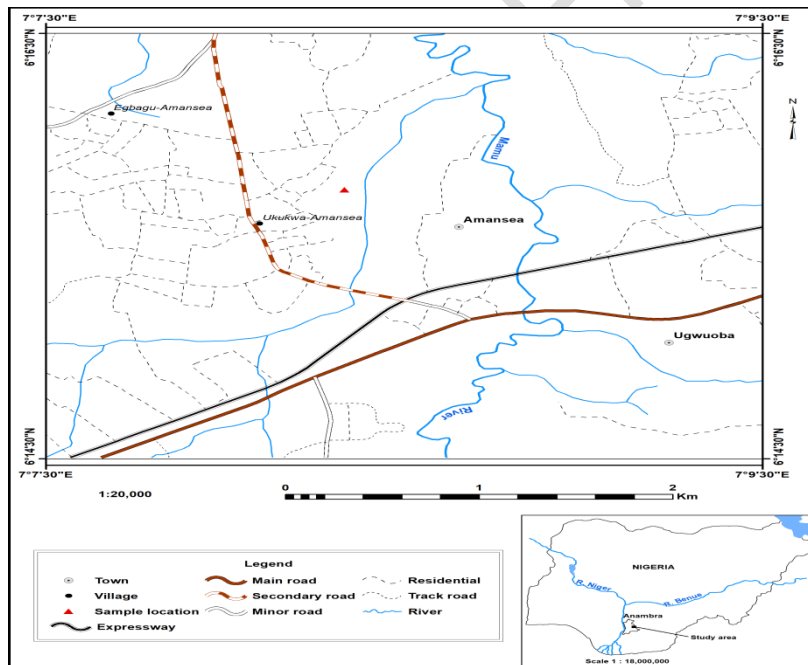 7°7'30"E
7°9'30"E
6°16'30"N
6°16'30"N
Egbagu-Amansea
N
Mamu
Ukukwa-Amansea
Amansea
Ugwuoba
River
6°14'30"N
6°14'30"N
7°7'30"E
7°9'30"E
1:20,000
0 1 2
Km
Legend
Town
Main road
Residential
Village
Secondary road
Track road
Sample location
Minor road
River
Expressway
NIGERIA
R. Niger
R. Benue
Anambra
Study area
Scale 1 : 18,000,000